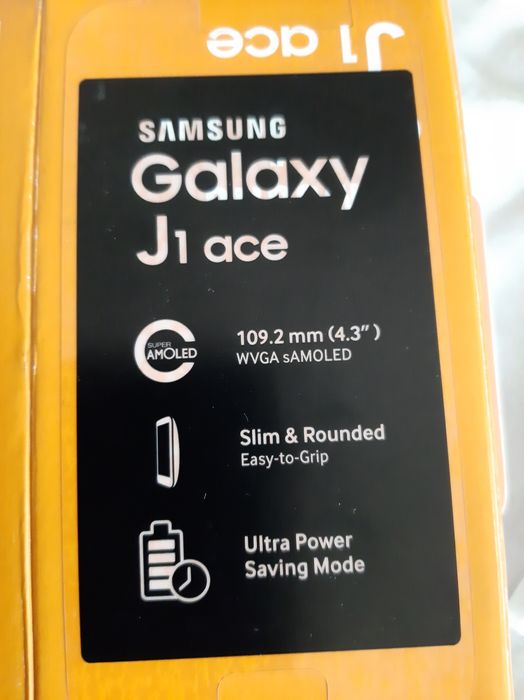 J1 ace
SAMSUNG
Galaxy
J1 ace
SUPER
AMOLED
109.2 mm (4.3")
WVGA sAMOLED
Slim & Rounded
Easy-to-Grip
Ultra Power
Saving Mode